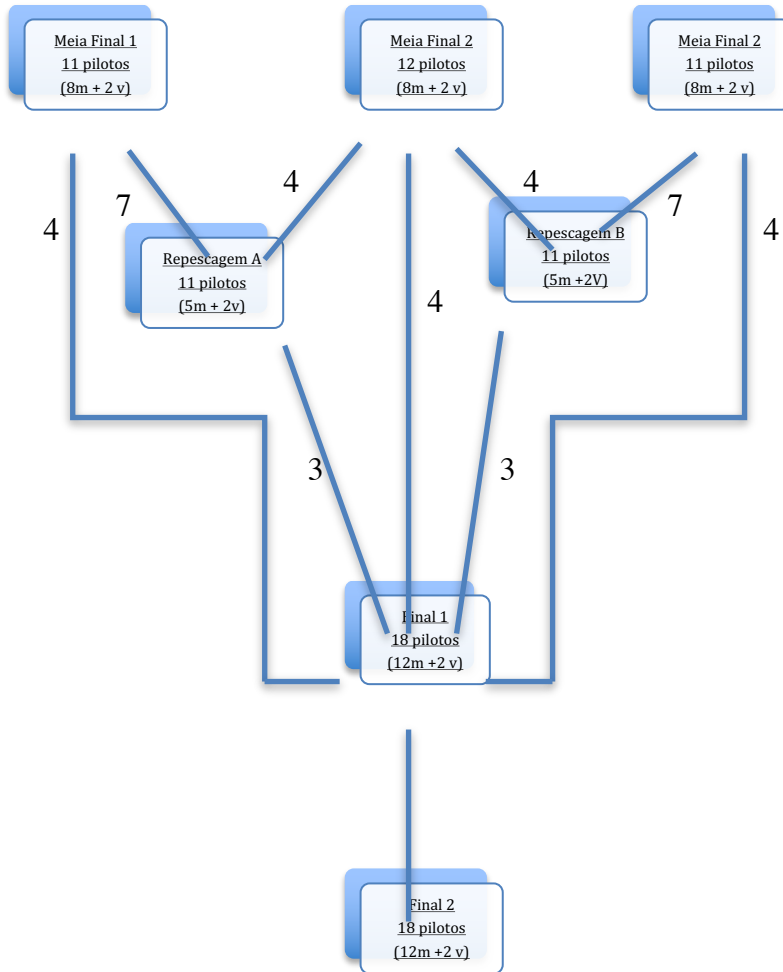 Meia Final 1
11 pilotos
(8m + 2 v)
Meia Final 2
12 pilotos
(8m + 2 v)
Meia Final 2
11 pilotos
(8m + 2 v)
4
7
4
4
7
4
Repescagem A
11 pilotos
(5m + 2v)
Repescagem B
11 pilotos
(5m +2V)
4
3
3
Final 1
18 pilotos
(12m +2 v)
Final 2
18 pilotos
(12m +2 v)